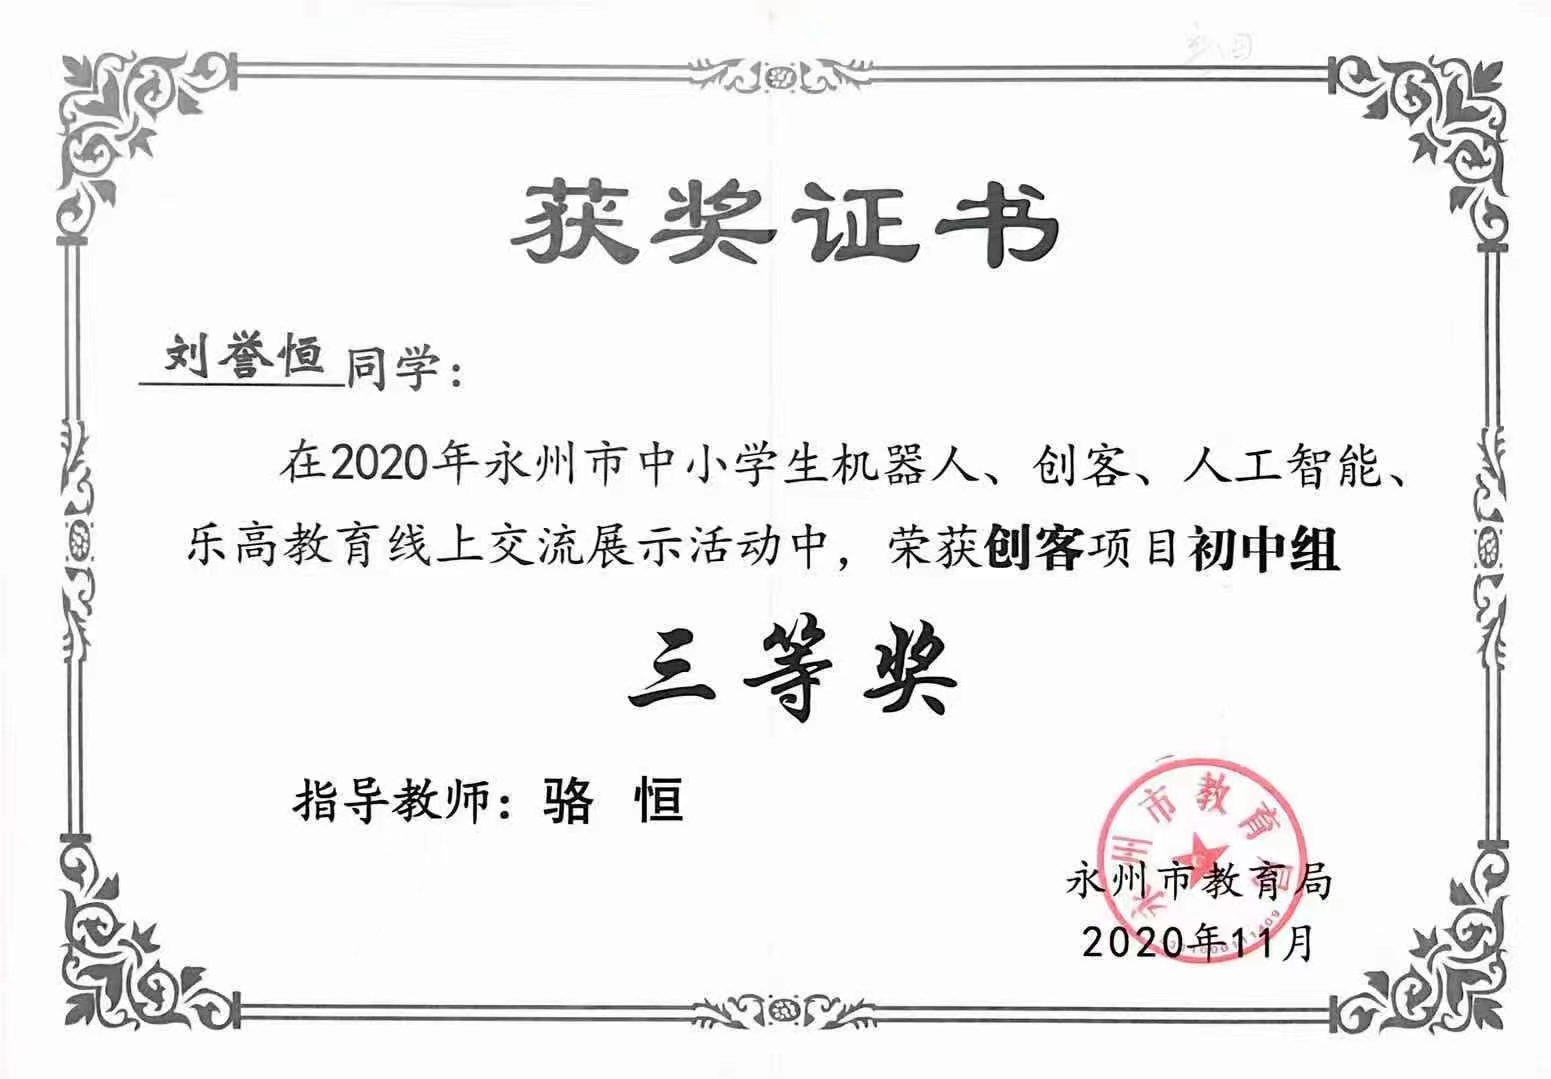 获奖证书
刘誉恒同学：
在2020年永州市中小学生机器人、创客、人工智能、
乐高教育线上交流展示活动中，荣获创客项目初中组
三等奖
指导教师：骆 恒
永州市教育局
永州市教育局
2020年11月